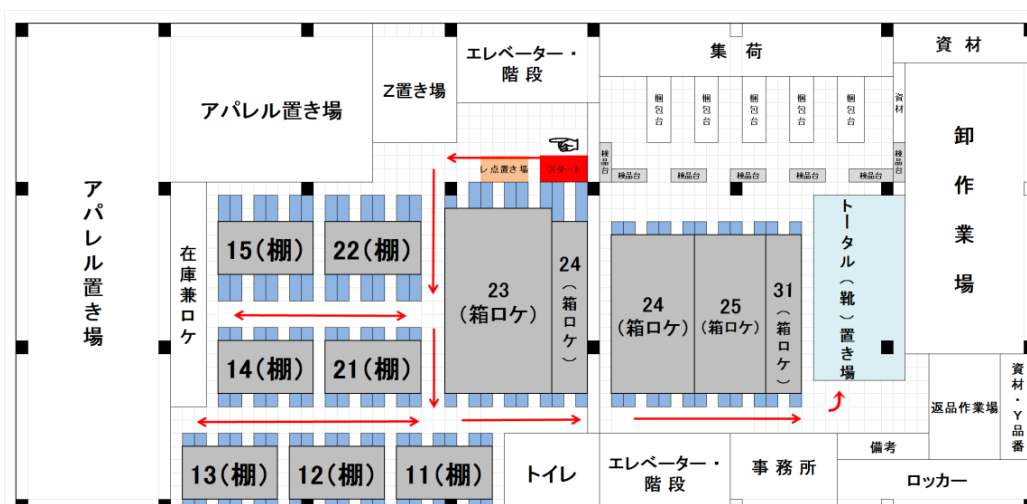 エレベーター・
階段
集 荷
資 材
アパレル置き場
Z置き場
梱包台
梱包台
梱包台
梱包台
梱包台
資材
卸作業場
検品台
レ点置き場
スタート
検品台
検品台
検品台
検品台
検品台
アパレル置き場
在庫兼ロケ
15(棚)
22(棚)
23
(箱ロケ)
24
(箱ロケ)
24
(箱ロケ)
25
(箱ロケ)
31
(箱ロケ)
トータル(靴)置き場
14(棚)
21(棚)
返品作業場
資材・Y品番
13(棚)
12(棚)
11(棚)
トイレ
エレベーター・
階段
事務所
備考
ロッカー